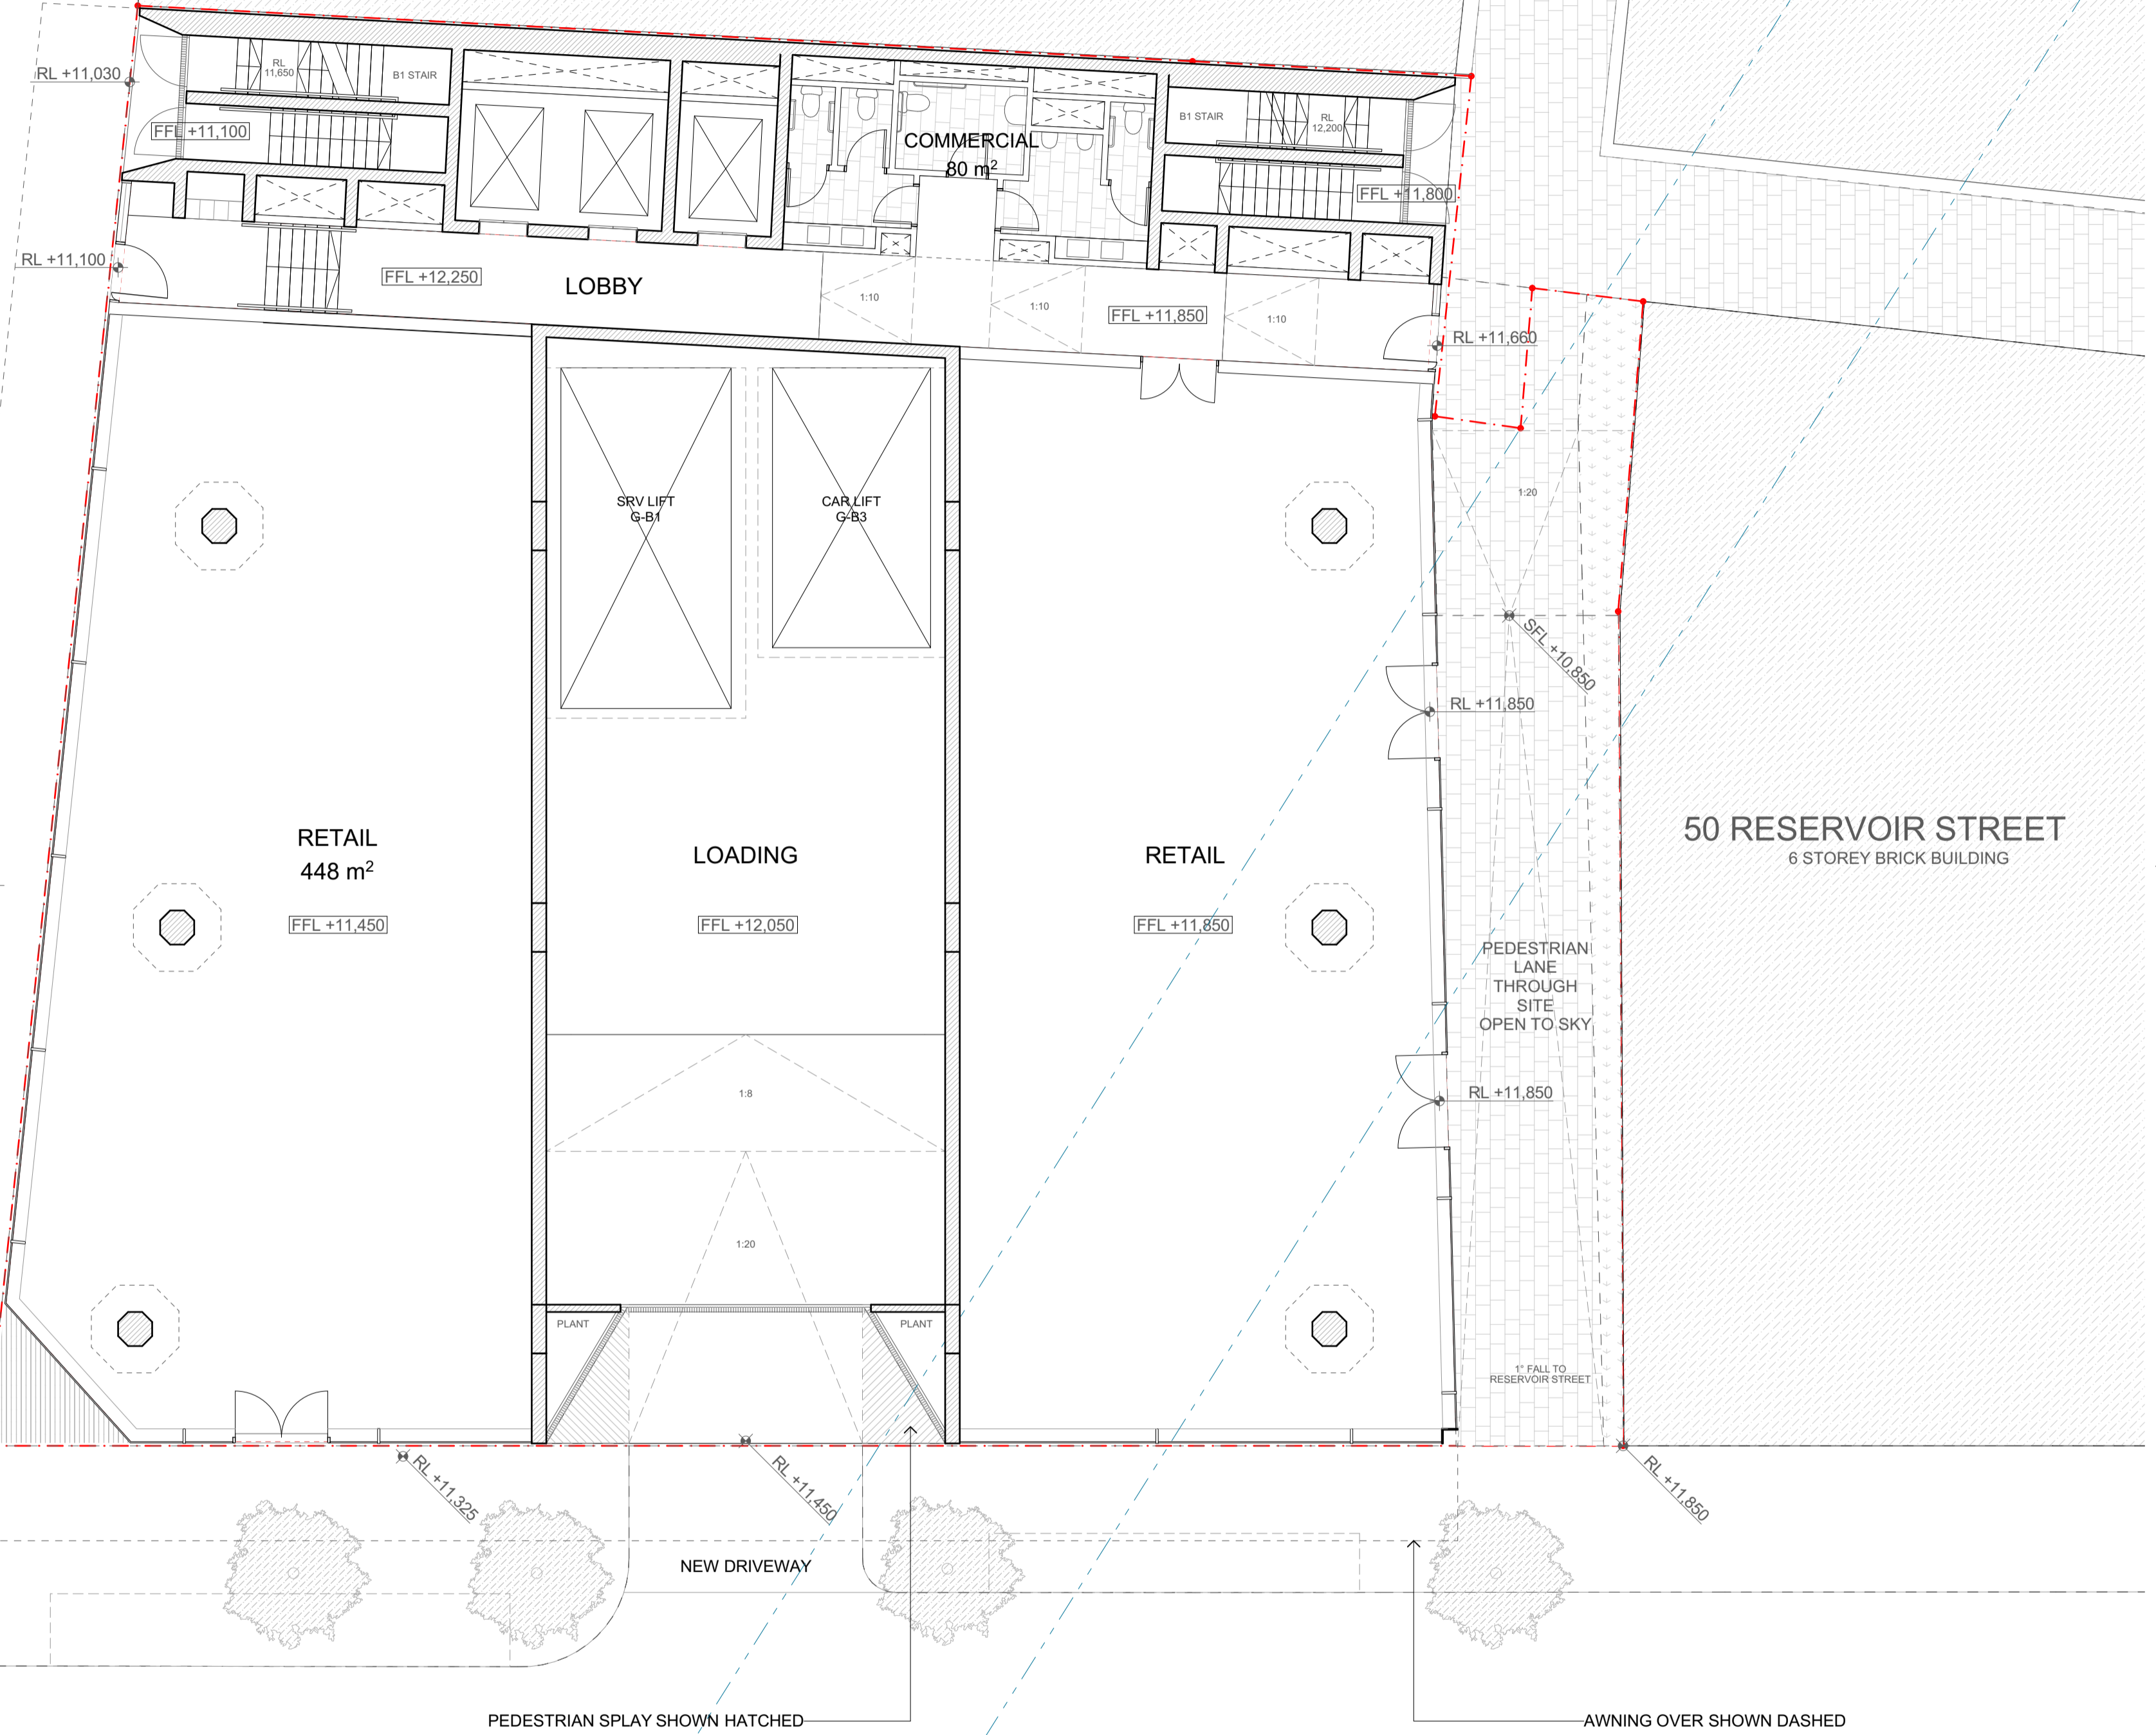 RL +11,030
RL
11,650
B1 STAIR
FFL +11,100
COMMERCIAL
80 m²
B1 STAIR
RL
12,200
FFL +11,800
RL +11,100
FFL +12,250
LOBBY
1:10
1:10
FFL +11,850
1:10
RL +11,660
SRV LIFT
G-B1
CAR LIFT
G-B3
1:20
SFL +10,850
RL +11,850
RETAIL
448 m²
LOADING
RETAIL
50 RESERVOIR STREET
6 STOREY BRICK BUILDING
FFL +11,450
FFL +12,050
FFL +11,850
PEDESTRIAN
LANE
THROUGH
SITE
OPEN TO SKY
1:8
RL +11,850
1:20
PLANT
PLANT
1° FALL TO
RESERVOIR STREET
RL +11,325
RL +11,450
RL +11,850
NEW DRIVEWAY
PEDESTRIAN SPLAY SHOWN HATCHED
AWNING OVER SHOWN DASHED